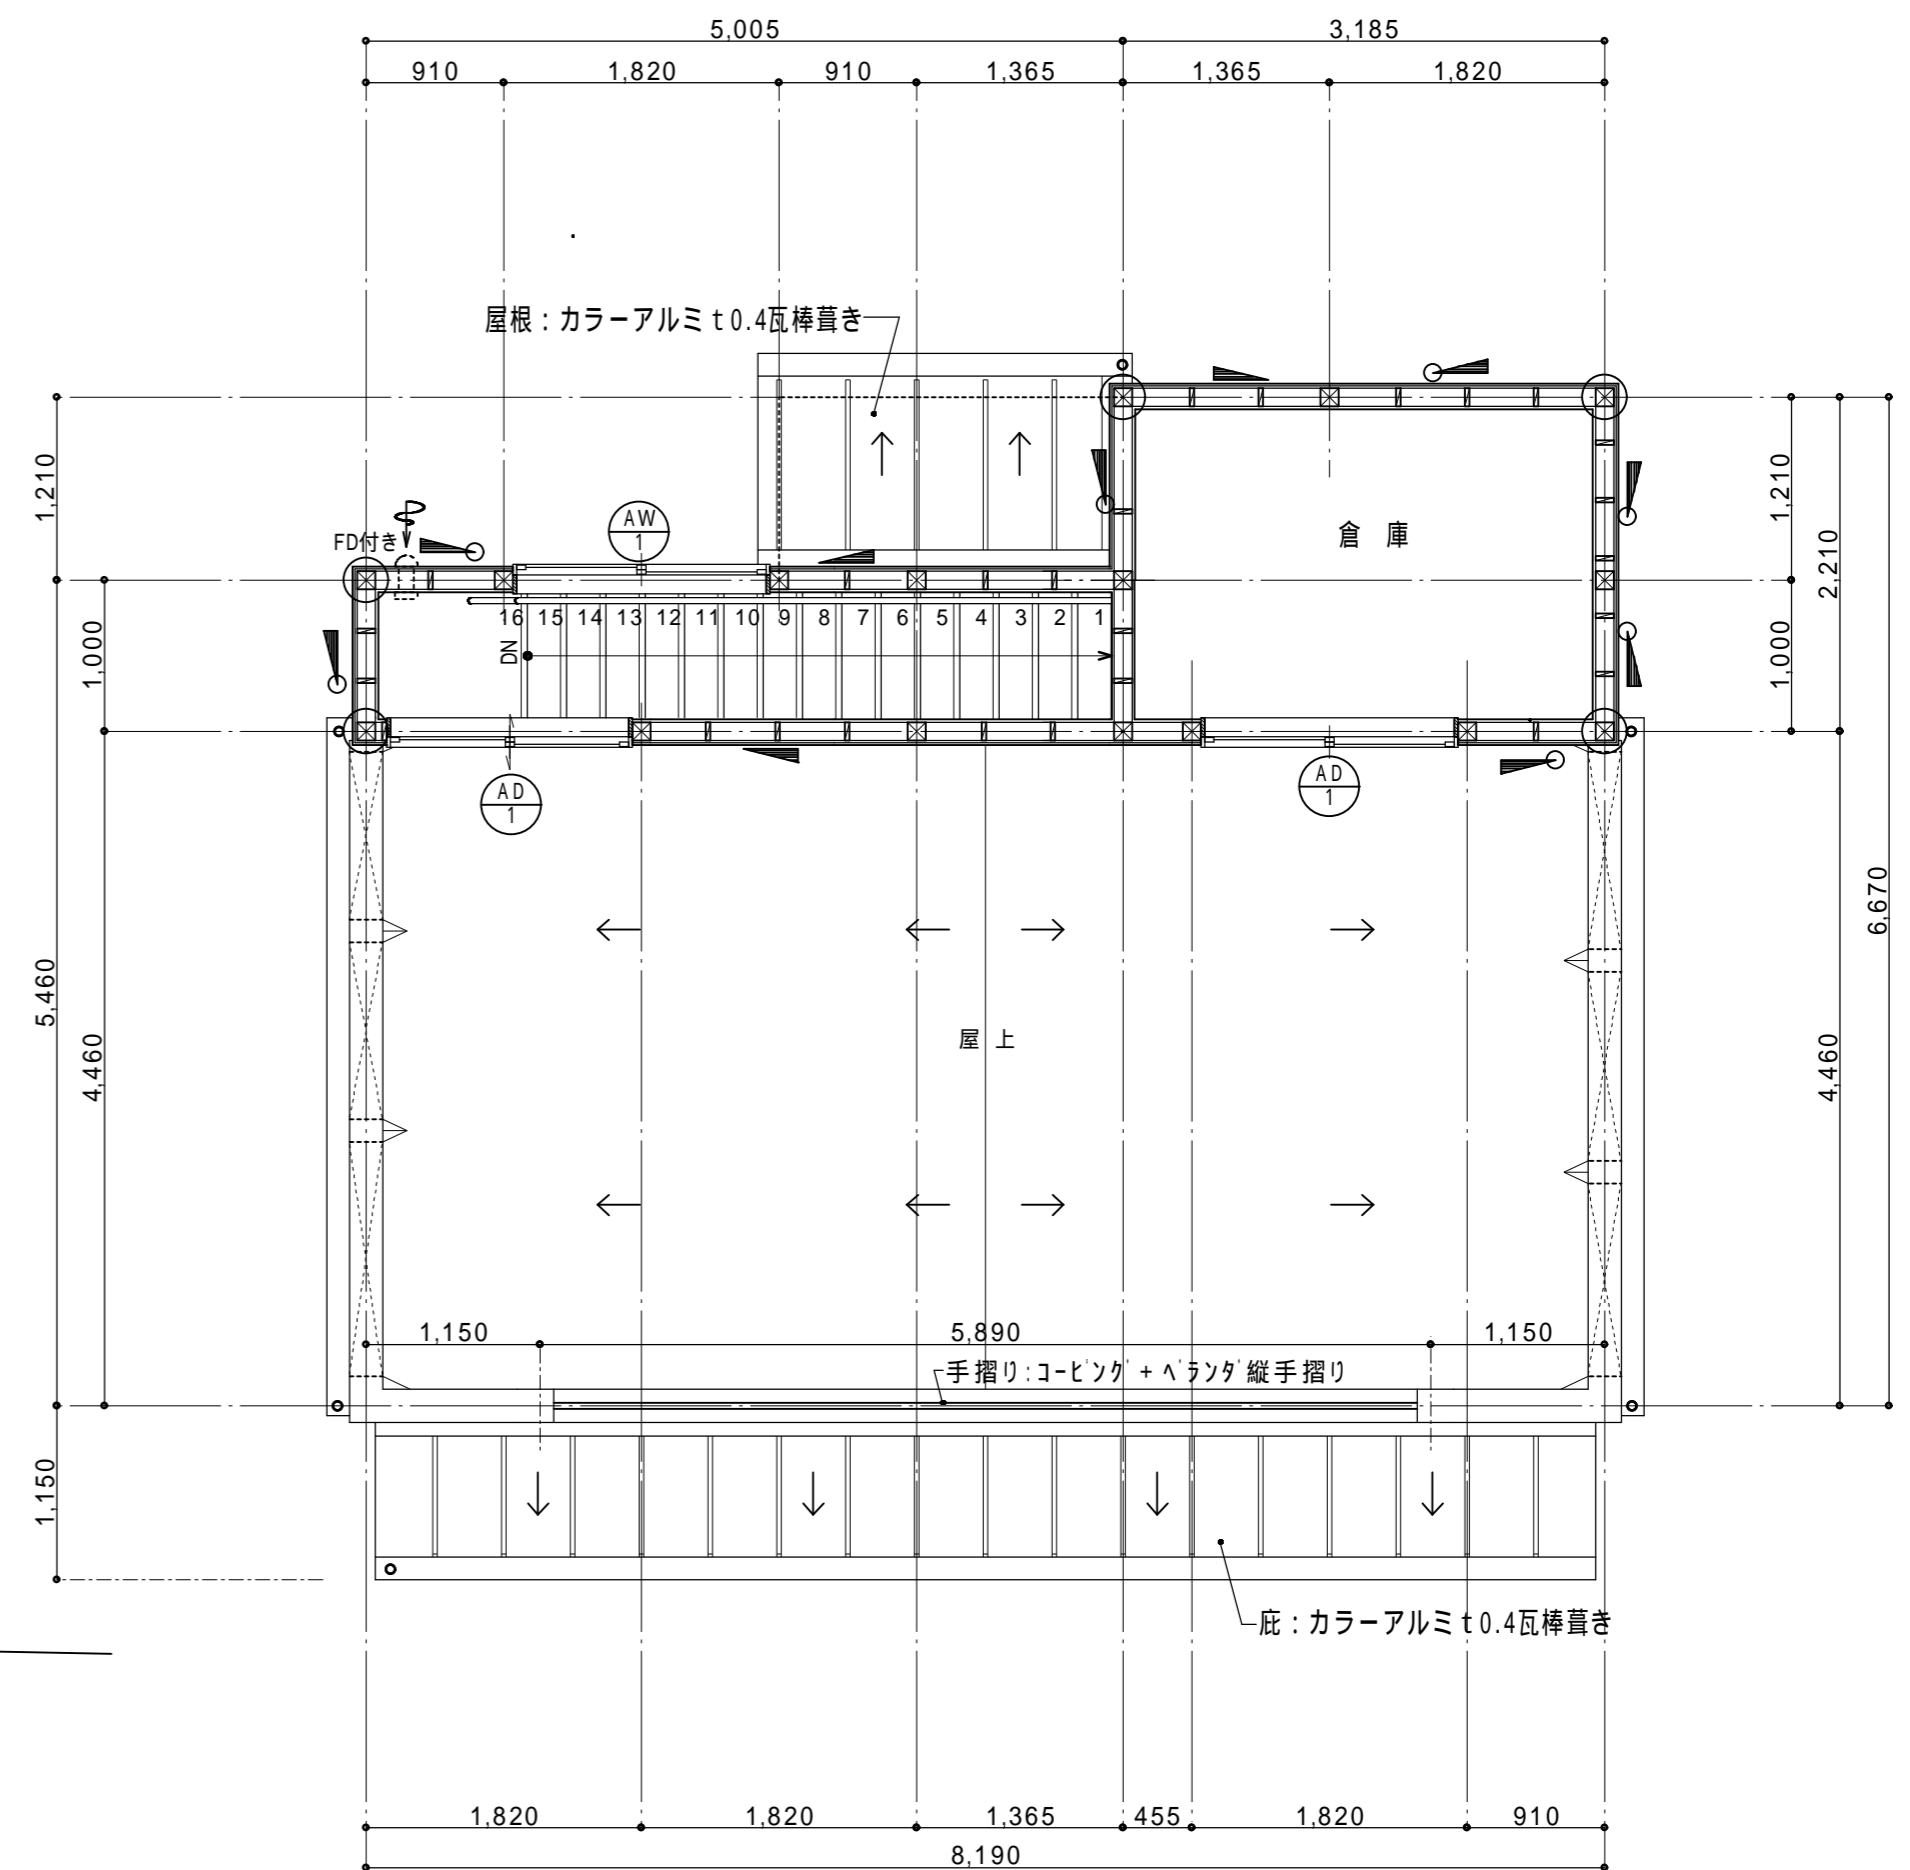 5,005 3,185
910 1,820 910 1,365 1,365 1,820
屋根：カラーアルミｔ0.4瓦棒葺き
1,210
1,210
2,210
FD付き
AW
1
倉 庫
16 15 14 13 12 11 10 9 8 7 6 5 4 3 2 1
DN
1,000
1,000
AD
1
AD
1
6,670
5,460
4,460
屋 上
4,460
1,150 5,890 1,150
手摺り:ｺｰﾋﾟﾝｸﾞ + ﾍﾞﾗﾝﾀﾞ縦手摺り
1,150
庇：カラーアルミｔ0.4瓦棒葺き
1,820 1,820 1,365 455 1,820 910
8,190